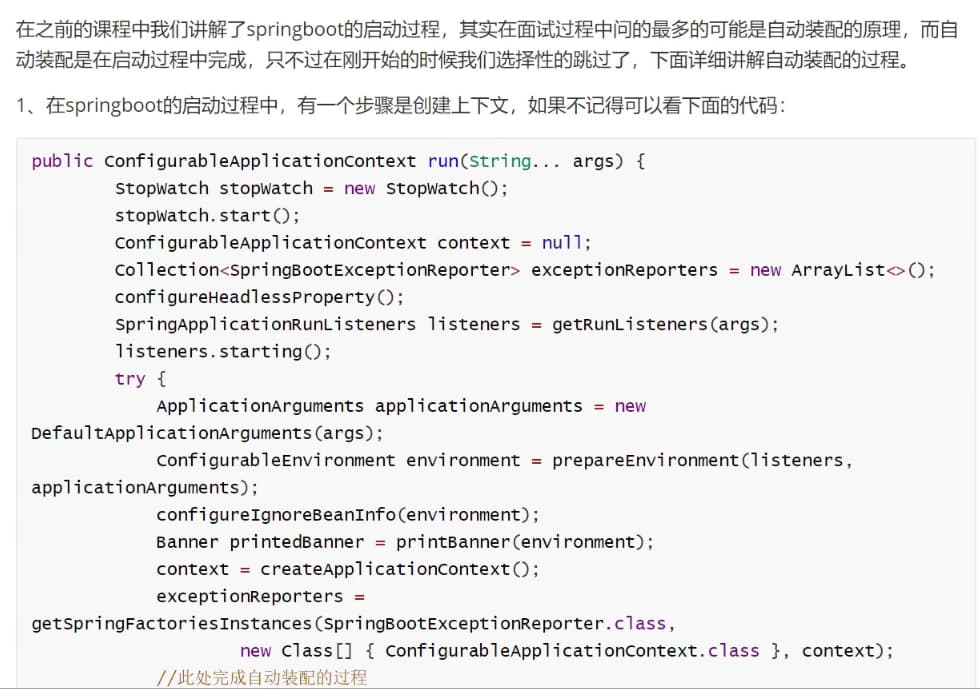 在之前的课程中我们讲解了springboot的启动过程，其实在面试过程中问的最多的可能是自动装配的原理，而自
动装配是在启动过程中完成，只不过在刚开始的时候我们选择性的跳过了，下面详细讲解自动装配的过程。
1、在springboot的启动过程中，有一个步骤是创建上下文，如果不记得可以看下面的代码：
public ConfigurableApplicationContext run(String... args) {
        StopWatch stopWatch = new StopWatch();
        stopWatch.start();
        ConfigurableApplicationContext context = null;
        Collection<SpringBootExceptionReporter> exceptionReporters = new ArrayList<>();
        configureHeadlessProperty();
        SpringApplicationRunListeners listeners = getRunListeners(args);
        listeners.starting();
        try {
            ApplicationArguments applicationArguments = new
DefaultApplicationArguments(args);
            ConfigurableEnvironment environment = prepareEnvironment(listeners,
applicationArguments);
            configureIgnoreBeanInfo(environment);
            Banner printedBanner = printBanner(environment);
            context = createApplicationContext();
            exceptionReporters =
getSpringFactoriesInstances(SpringBootExceptionReporter.class,
                    new Class[] { ConfigurableApplicationContext.class }, context);
            //此处完成自动装配的过程